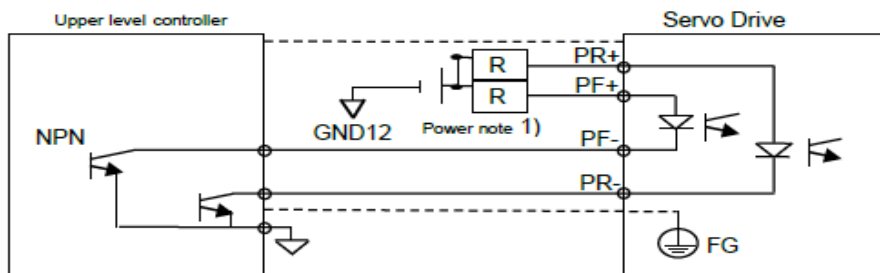 Upper level controller
Servo Drive
R
PR+
R
PF+
GND12
Power note 1)
NPN
PF-
PR-
FG